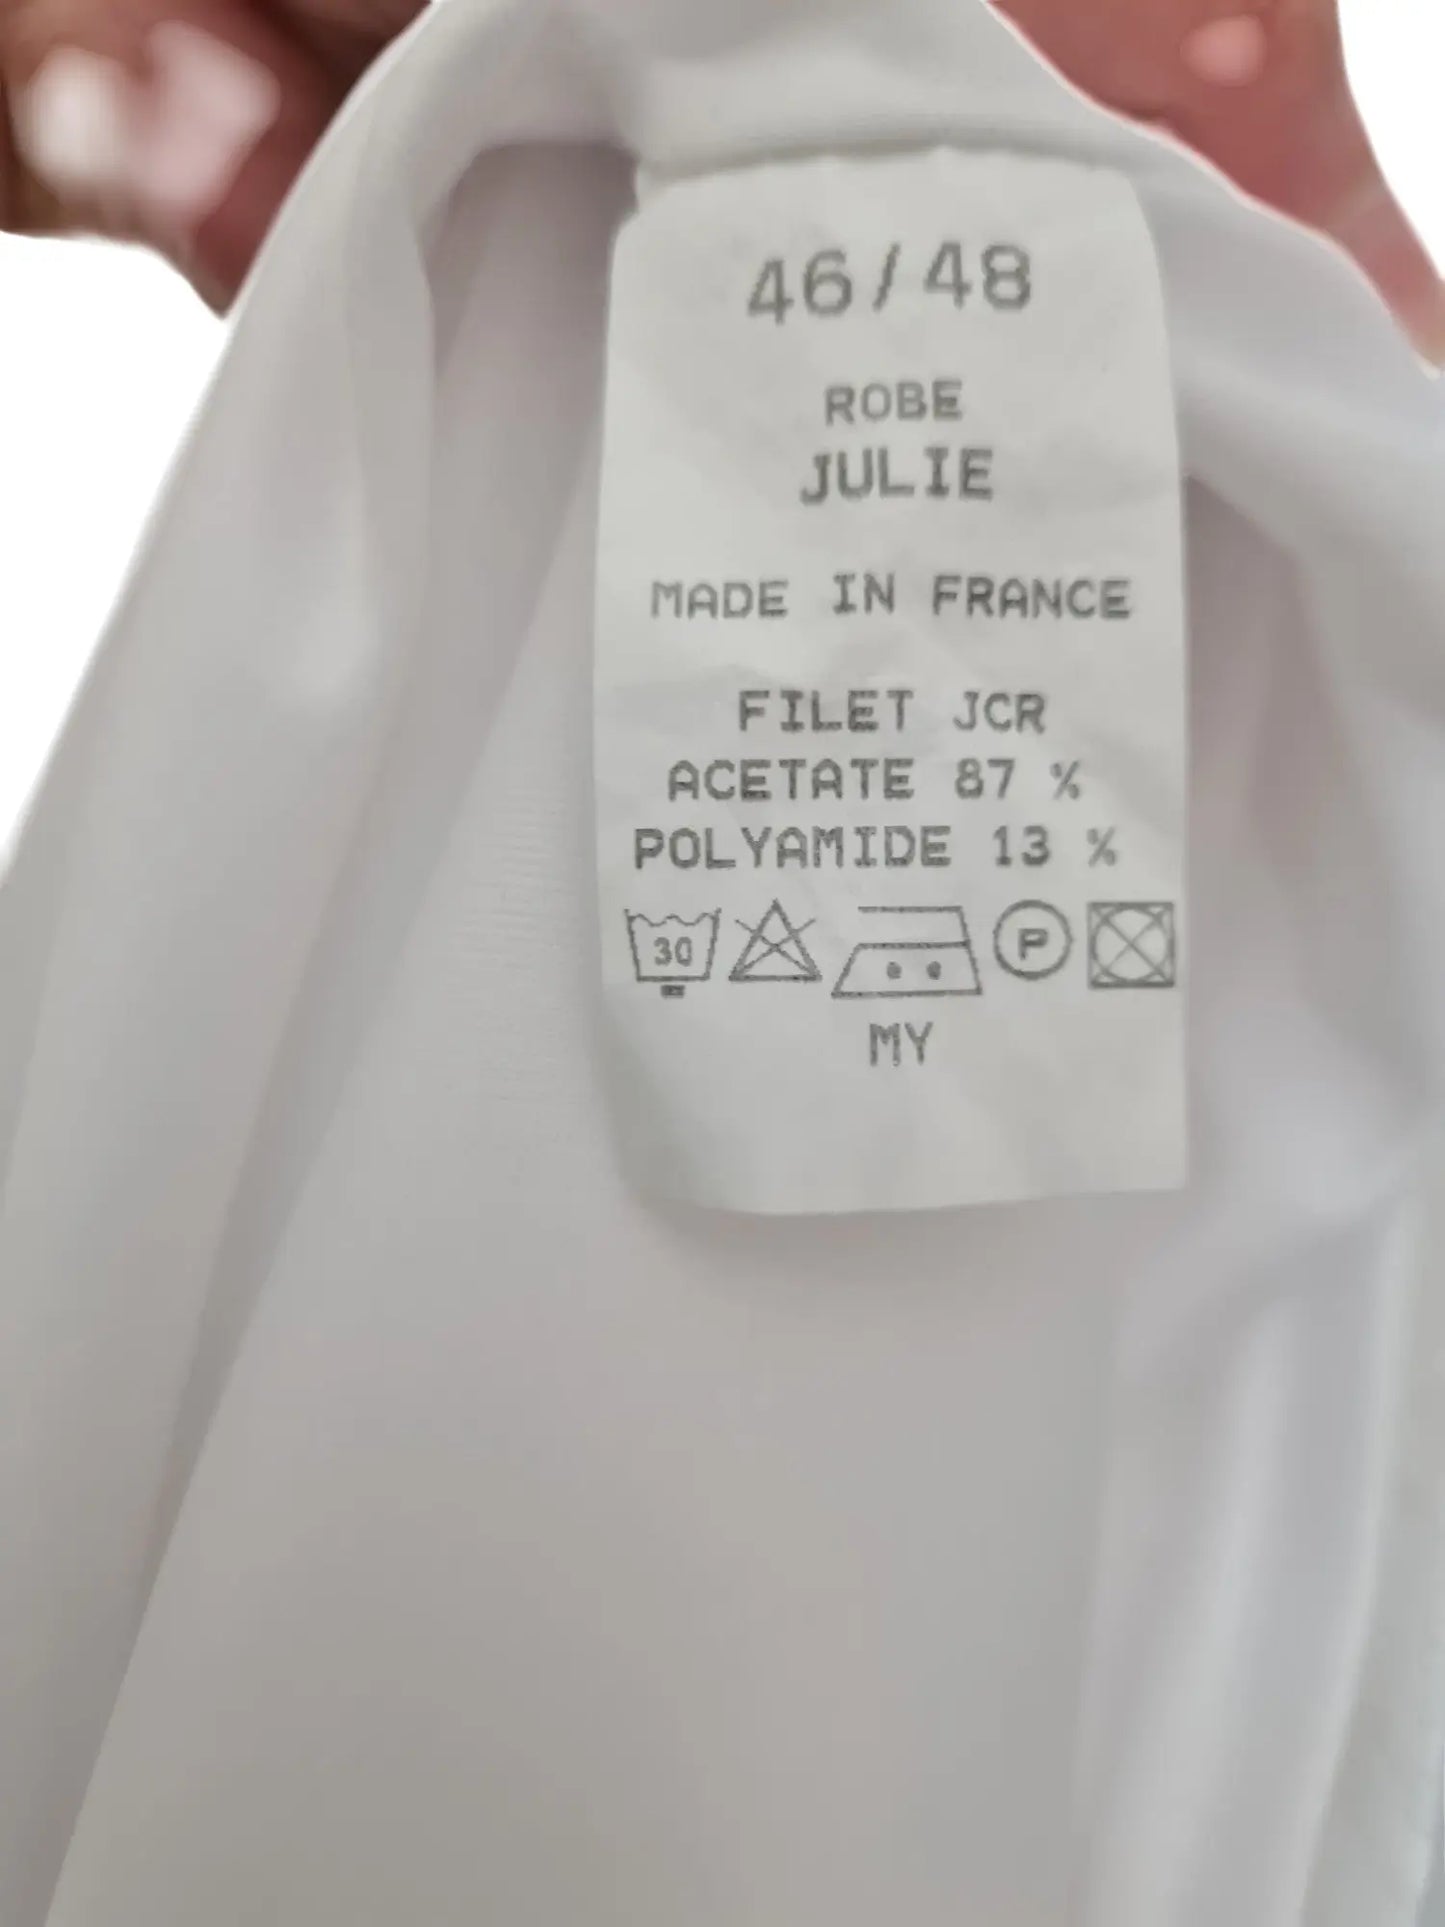 46/48
ROBE
JULIE
MADE IN FRANCE
FILET JCR
ACETATE 87 %
POLYAMIDE 13 %
30 P
MY